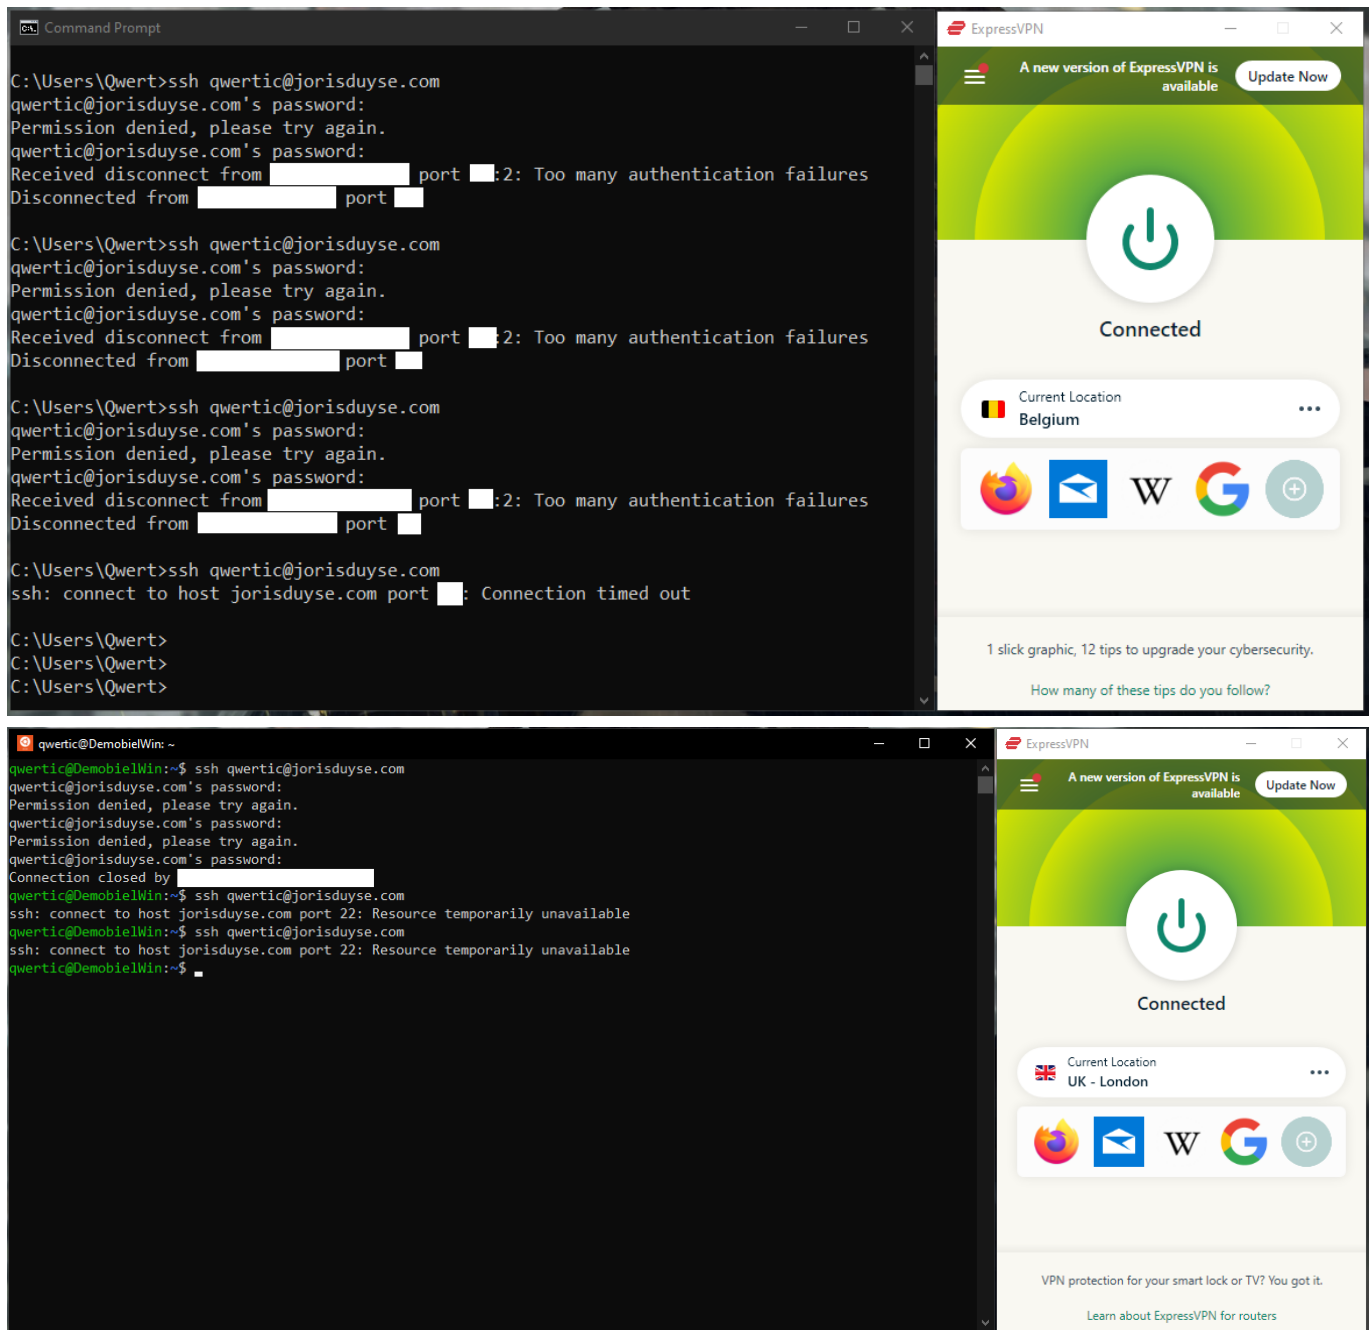 Command Prompt
C:\Users\Qwert>ssh qwertic@jorisduyse.com
qwertic@jorisduyse.com's password:
Permission denied, please try again.
qwertic@jorisduyse.com's password:
Received disconnect from port :2: Too many authentication failures
Disconnected from port
C:\Users\Qwert>ssh qwertic@jorisduyse.com
qwertic@jorisduyse.com's password:
Permission denied, please try again.
qwertic@jorisduyse.com's password:
Received disconnect from port :2: Too many authentication failures
Disconnected from port
C:\Users\Qwert>ssh qwertic@jorisduyse.com
qwertic@jorisduyse.com's password:
Permission denied, please try again.
qwertic@jorisduyse.com's password:
Received disconnect from port :2: Too many authentication failures
Disconnected from port
C:\Users\Qwert>ssh qwertic@jorisduyse.com
ssh: connect to host jorisduyse.com port : Connection timed out
C:\Users\Qwert>
C:\Users\Qwert>
C:\Users\Qwert>
ExpressVPN
A new version of ExpressVPN is
available
Update Now
Connected
Current Location
Belgium
W
G
1 slick graphic, 12 tips to upgrade your cybersecurity.
How many of these tips do you follow?
qwertic@DemobielWin: ~
qwertic@DemobielWin:~$ ssh qwertic@jorisduyse.com
qwertic@jorisduyse.com's password:
Permission denied, please try again.
qwertic@jorisduyse.com's password:
Permission denied, please try again.
qwertic@jorisduyse.com's password:
Connection closed by
qwertic@DemobielWin:~$ ssh qwertic@jorisduyse.com
ssh: connect to host jorisduyse.com port 22: Resource temporarily unavailable
qwertic@DemobielWin:~$ ssh qwertic@jorisduyse.com
ssh: connect to host jorisduyse.com port 22: Resource temporarily unavailable
qwertic@DemobielWin:~$
ExpressVPN
A new version of ExpressVPN is
available
Update Now
Connected
Current Location
UK - London
W
G
VPN protection for your smart lock or TV? You got it.
Learn about ExpressVPN for routers